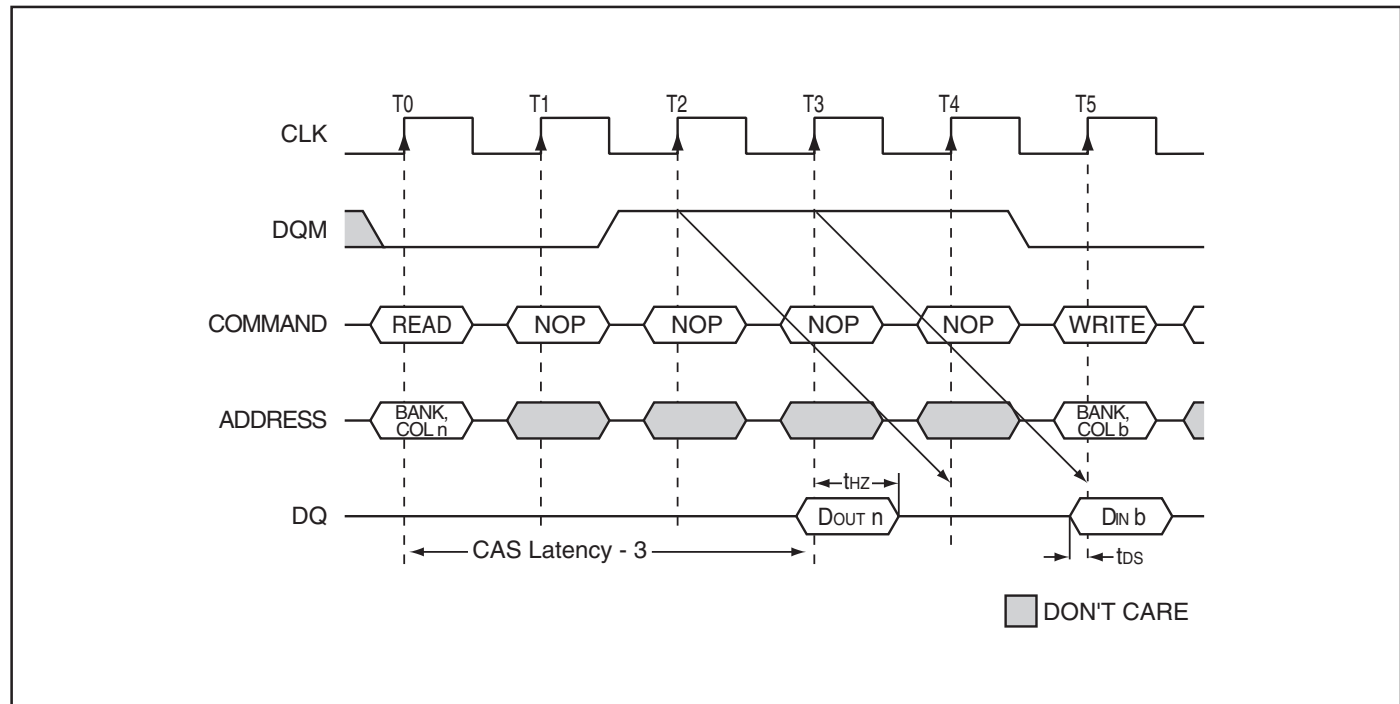 T0 T1 T2 T3 T4 T5
CLK
DQM
COMMAND READ NOP NOP NOP NOP WRITE
ADDRESS BANK, COL n BANK, COL b
tHZ
DQ DOUT n DIN b
CAS Latency - 3 tDS
DON'T CARE